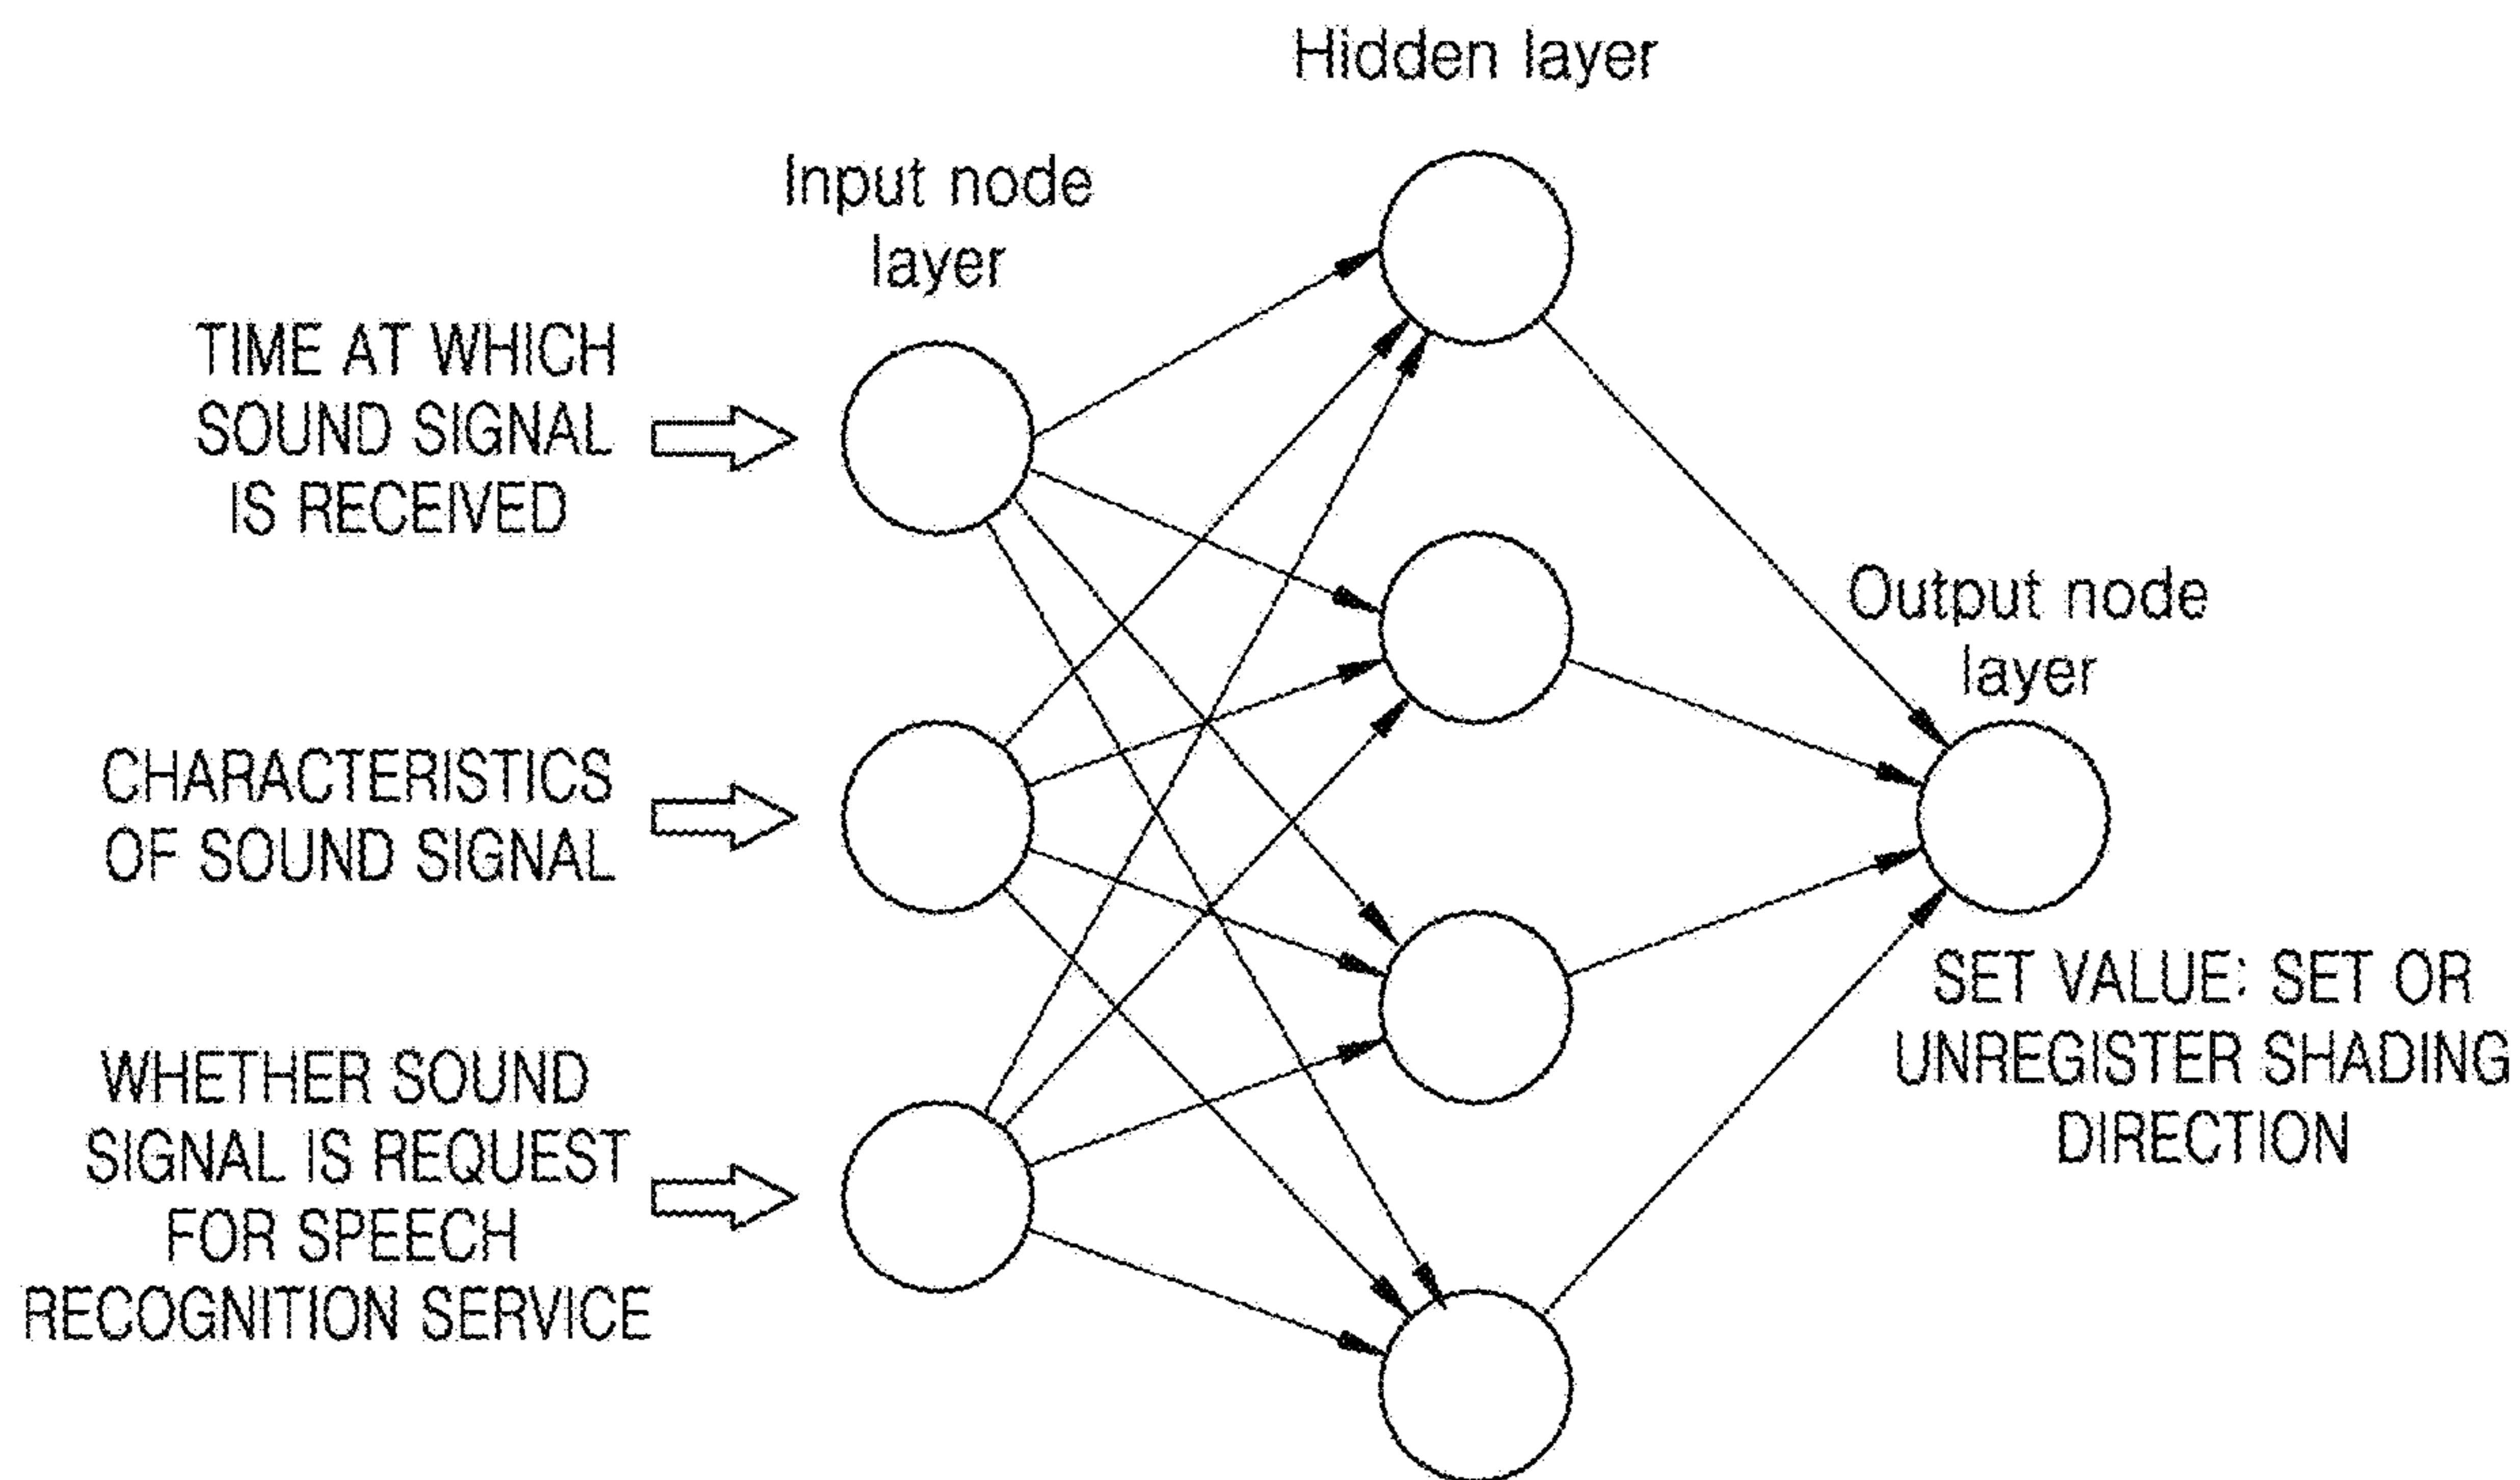 Hidden layer
Input node
layer
TIME AT WHICH
SOUND SIGNAL
IS RECEIVED
Output node
layer
CHARACTERISTICS
OF SOUND SIGNAL
SET VALUE: SET OR
UNREGISTER SHADING
DIRECTION
WHETHER SOUND
SIGNAL IS REQUEST
FOR SPEECH
RECOGNITION SERVICE